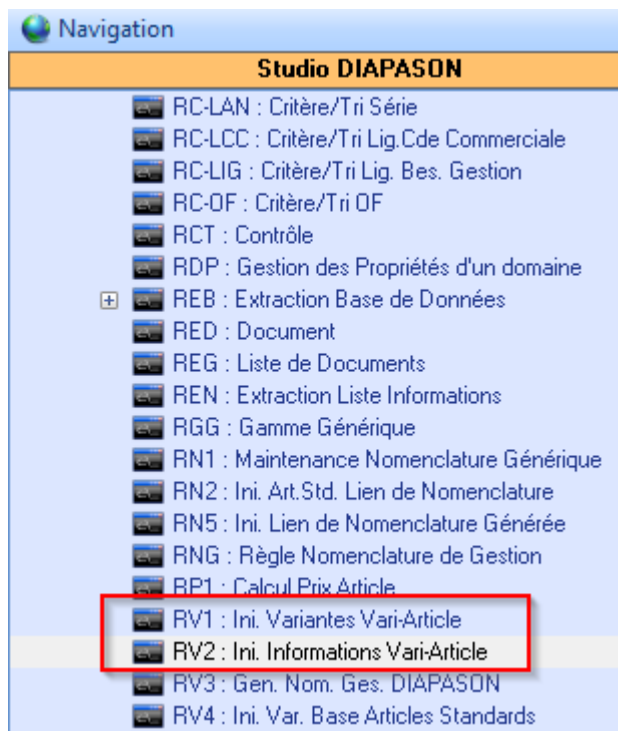 Navigation
Studio DIAPASON
RC-LAN : Critère/Tri Série
RC-LCC : Critère/Tri Lig.Cde Commerciale
RC-LIG : Critère/Tri Lig. Bes. Gestion
RC-OF : Critère/Tri OF
RCT : Contrôle
RDP : Gestion des Propriétés d'un domaine
REB : Extraction Base de Données
RED : Document
REG : Liste de Documents
REN : Extraction Liste Informations
RGG : Gamme Générique
RN1 : Maintenance Nomenclature Générique
RN2 : Ini. Art.Std. Lien de Nomenclature
RN5 : Ini. Lien de Nomenclature Générée
RNG : Règle Nomenclature de Gestion
RP1 : Calcul Prix Article
RV1 : Ini. Variantes Vari-Article
RV2 : Ini. Informations Vari-Article
RV3 : Gen. Nom. Ges. DIAPASON
RV4 : Ini. Var. Base Articles Standards